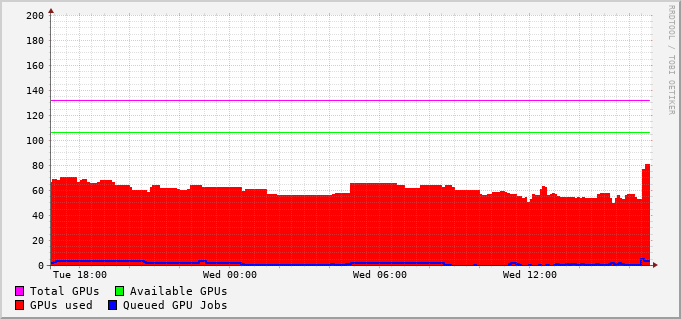 200
180
160
140
120
100
80
60
40
20
0
Tue 18:00 Wed 00:00 Wed 06:00 Wed 12:00
Total GPUs Available GPUs
GPUs used Queued GPU Jobs
RRDTOOL / TOBI OETIKER